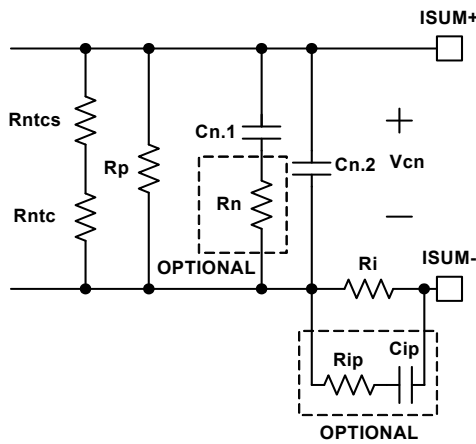 ISUM+
Rntcs
Cn.1
Rp
Cn.2
Vcn
Rntc
Rn
OPTIONAL
ISUM-
Ri
Rip
Cip
OPTIONAL